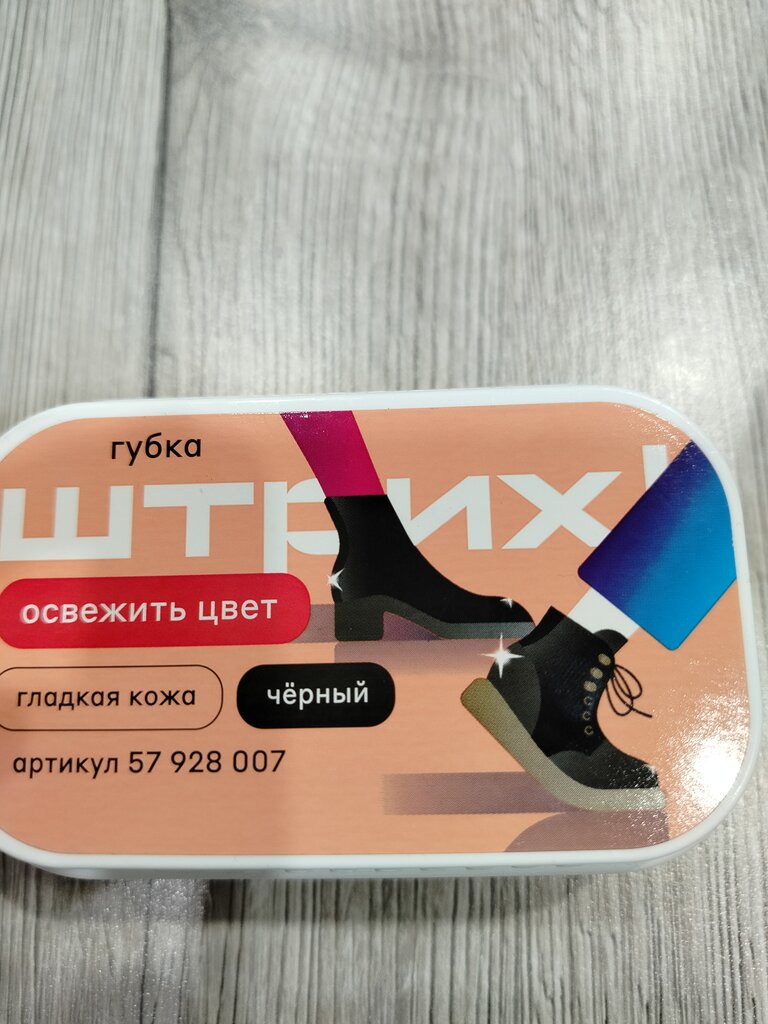 губка
штрих!
освежить цвет
гладкая кожа
чёрный
артикул 57 928 007